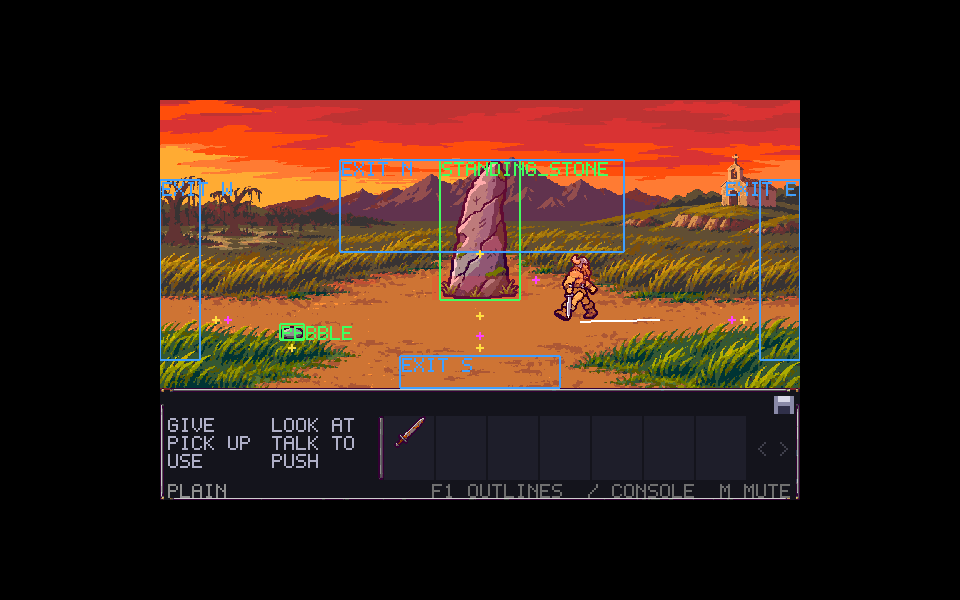 EXIT N
STANDING_STONE
EXIT W
EXIT E
PEBBLE
EXIT S
GIVE LOOK AT
PICK UP TALK TO
USE PUSH
< >
PLAIN F1 OUTLINES / CONSOLE M MUTE